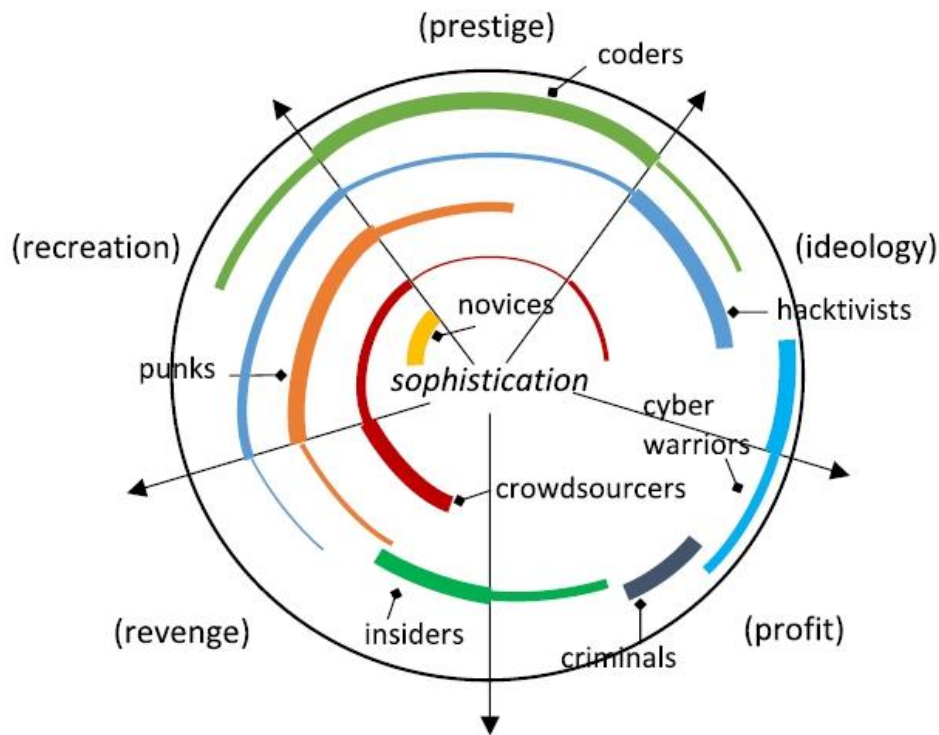 (prestige)
coders
(recreation)
(ideology)
novices
hacktivists
punks
sophistication
cyber
warriors
crowdsourcers
(revenge)
insiders
(profit)
criminals